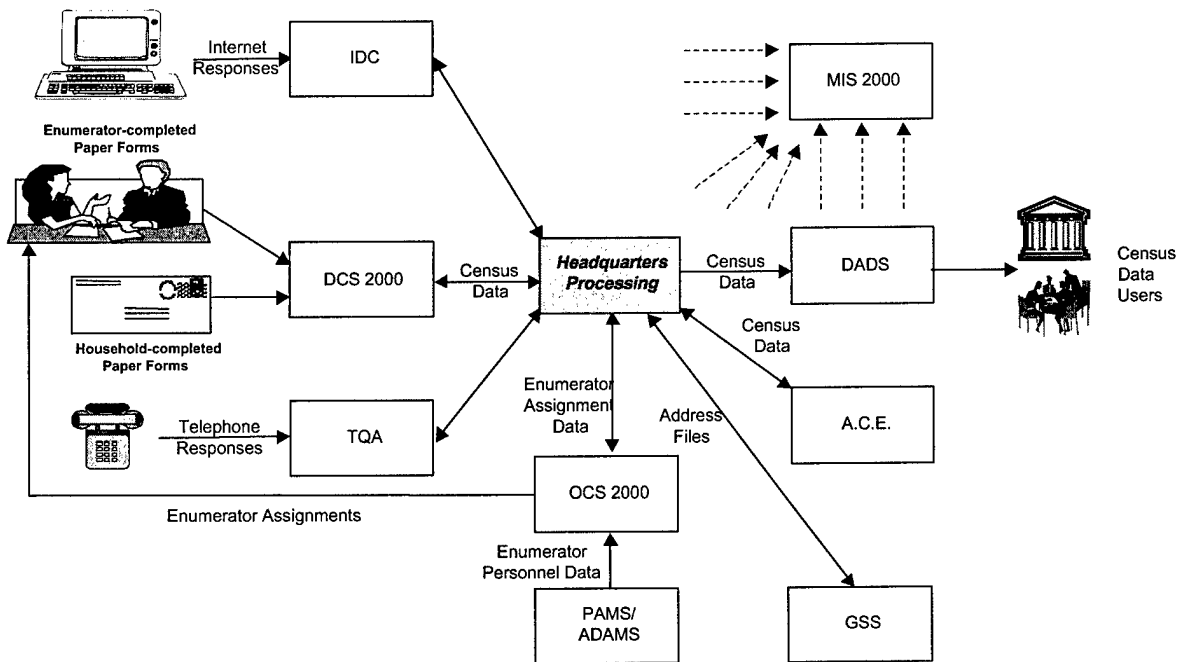 Internet
Responses
IDC
MIS 2000
Enumerator-completed
Paper Forms
DCS 2000
Census
Data
Headquarters
Processing
Census
Data
DADS
Census
Data
Users
Household-completed
Paper Forms
Census
Data
Enumerator
Assignment
Data
Address
Files
A.C.E.
Telephone
Responses
TQA
OCS 2000
Enumerator Assignments
Enumerator
Personnel Data
PAMS/
ADAMS
GSS